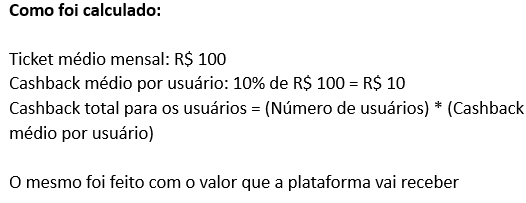 Como foi calculado:
Ticket médio mensal: R$ 100
Cashback médio por usuário: 10% de R$ 100 = R$ 10
Cashback total para os usuários = (Número de usuários) * (Cashback
médio por usuário)
O mesmo foi feito com o valor que a plataforma vai receber